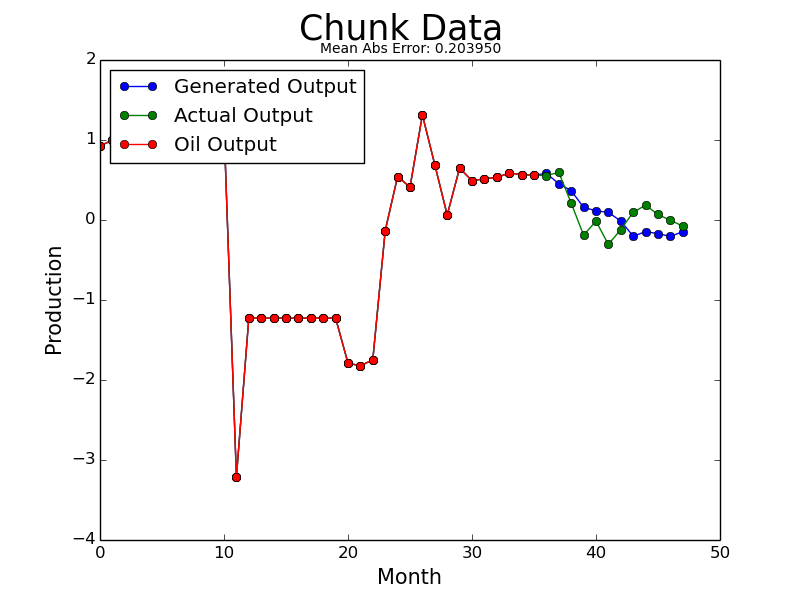 Chunk Data
Mean Abs Error: 0.203950
Generated Output
Actual Output
Oil Output
2
1
0
−1
−2
−3
−4
Production
0 10 20 30 40 50
Month